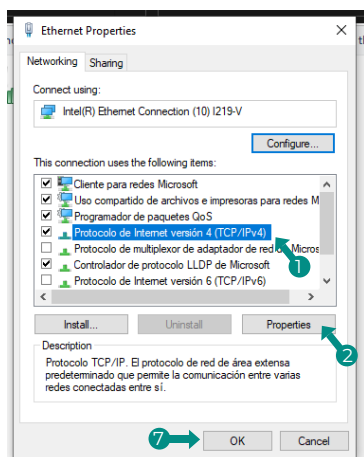 Ethernet Properties
Networking Sharing
Connect using:
Intel(R) Ethernet Connection (10) I219-V
Configure...
This connection uses the following items:
Cliente para redes Microsoft
Uso compartido de archivos e impresoras para redes M
Programador de paquetes QoS
Protocolo de Internet versión 4 (TCP/IPv4)
Protocolo de multiplexor de adaptador de red de Micros
1
Controlador de protocolo LLDP de Microsoft
Protocolo de Internet versión 6 (TCP/IPv6)
Install... Uninstall Properties
2
Description
Protocolo TCP/IP. El protocolo de red de área extensa
predeterminado que permite la comunicación entre varias
redes conectadas entre sí.
7 OK Cancel